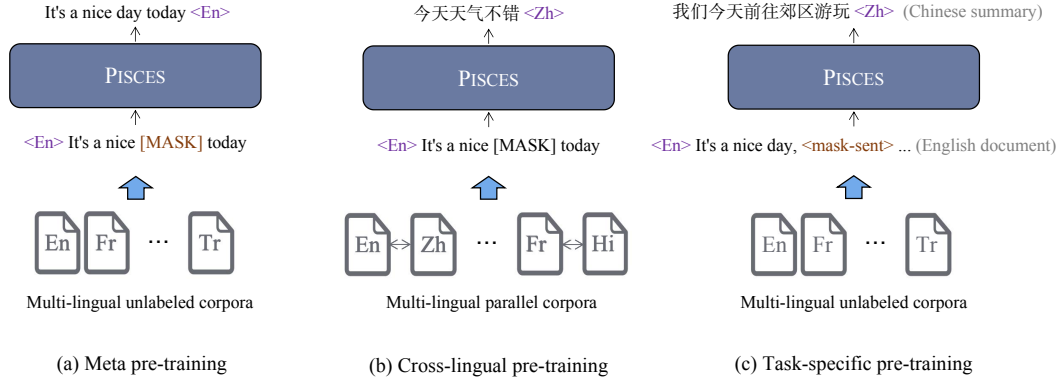 It's a nice day today <En>
PISCES
<En> It's a nice [MASK] today
En Fr ... Tr
Multi-lingual unlabeled corpora
(a) Meta pre-training
今天天气不错 <Zh>
PISCES
<En> It's a nice [MASK] today
En Zh ... Fr Hi
Multi-lingual parallel corpora
(b) Cross-lingual pre-training
我们今天前往郊区游玩 <Zh> (Chinese summary)
PISCES
<En> It's a nice day, <mask-sent> ... (English document)
En Fr ... Tr
Multi-lingual unlabeled corpora
(c) Task-specific pre-training